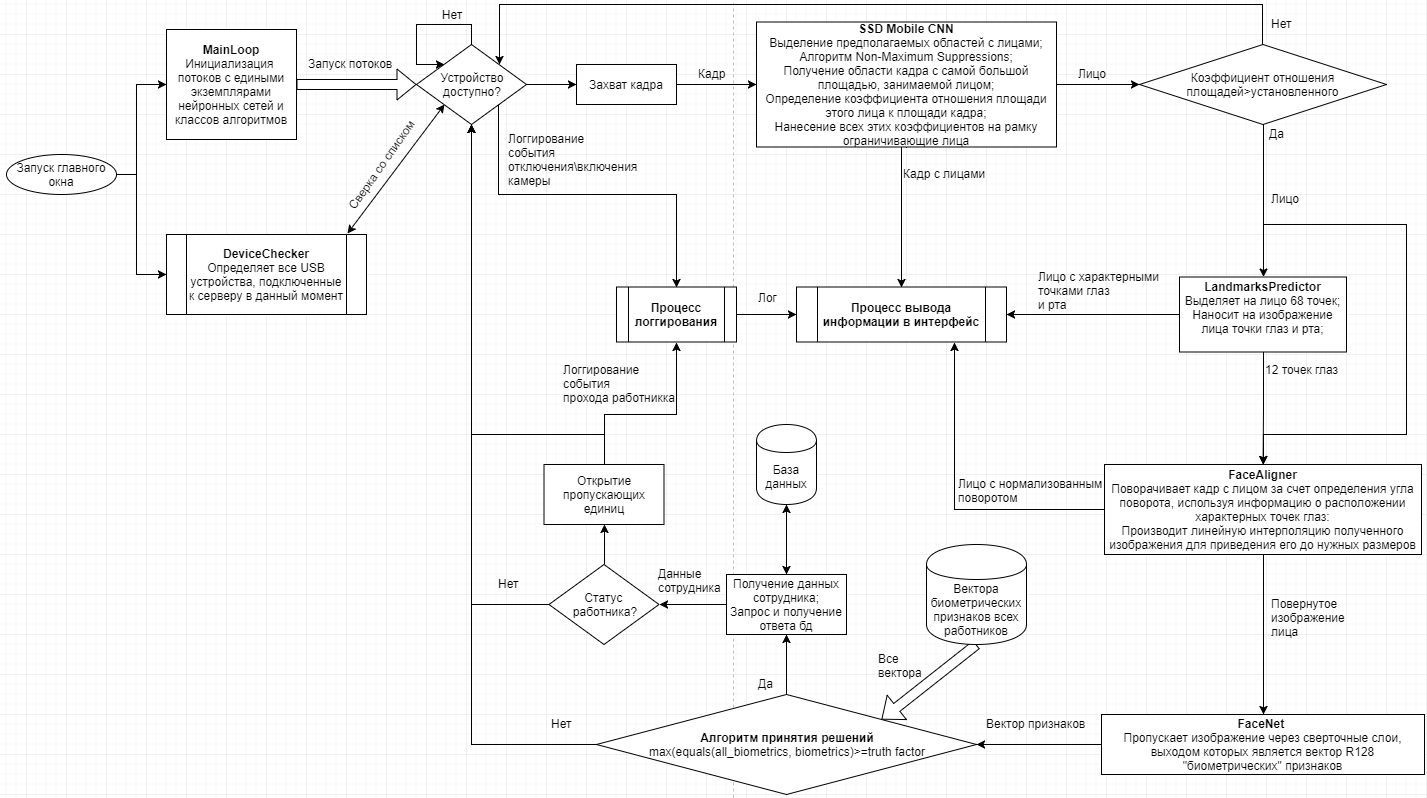 Нет
MainLoop
Инициализация
потоков с едиными
экземплярами
нейронных сетей и
классов алгоритмов
Запуск потоков
Устройство
доступно?
Захват кадра
Кадр
SSD Mobile CNN
Выделение предполагаемых областей с лицами;
Алгоритм Non-Maximum Suppressions;
Получение области кадра с самой большой
площадью, занимаемой лицом;
Определение коэффициента отношения площади
этого лица к площади кадра;
Нанесение всех этих коэффициентов на рамку
ограничивающие лица
Лицо
Нет
Коэффициент отношения
площадей>установленного
Да
Лицо
Запуск главного
окна
Сверка со списком
Логгирование
события
отключения\включения
камеры
Кадр с лицами
DeviceChecker
Определяет все USB
устройства, подключенные
к серверу в данный момент
Процесс
логгирования
Лог
Процесс вывода
информации в интерфейс
Лицо с характерными
точками глаз
и рта
LandmarksPredictor
Выделяет на лицо 68 точек;
Наносит на изображение
лица точки глаз и рта;
12 точек глаз
Логгирование
события
прохода работникка
База
данных
Открытие
пропускающих
единиц
Лицо с нормализованным
поворотом
FaceAligner
Поворачивает кадр с лицом за счет определения угла
поворота, используя информацию о расположении
характерных точек глаз:
Производит линейную интерполяцию полученного
изображения для приведения его до нужных размеров
Нет
Статус
работника?
Данные
сотрудника
Получение данных
сотрудника;
Запрос и получение
ответа бд
Вектора
биометрических
признаков всех
работников
Повернутое
изображение
лица
Все
вектора
Да
Нет
Алгоритм принятия решений
max(equals(all_biometrics, biometrics)>=truth factor
Вектор признаков
FaceNet
Пропускает изображение через сверточные слои,
выходом которых является вектор R128
"биометрических" признаков